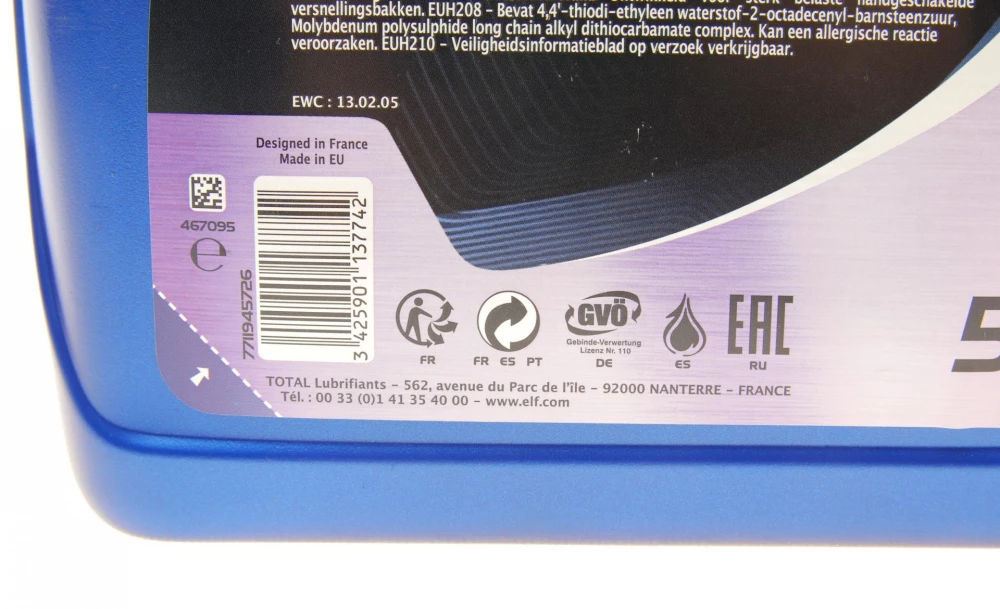 versnellingsbakken. EUH208 – Bevat 4,4'-thiodi-ethyleen waterstof-2-octadecenyl-barnsteenzuur,
Molybdenum polysulphide long chain alkyl dithiocarbamate complex. Kan een allergische reactie
veroorzaken. EUH210 – Veiligheidsinformatieblad op verzoek verkrijgbaar.
EWC : 13.02.05
Designed in France
Made in EU
467095
e
7711945726
3 425901 137742
FR
FR ES PT
GVÖ
Gebinde-Verwertung
Lizenz Nr. 110
DE
ES
EAC
RU
5
TOTAL Lubrifiants – 562, avenue du Parc de l'île – 92000 NANTERRE – FRANCE
Tél. : 00 33 (0)1 41 35 40 00 – www.elf.com